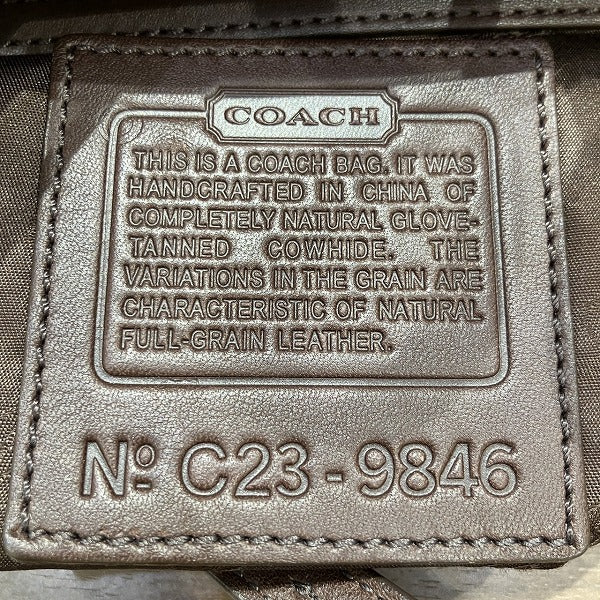 COACH
THIS IS A COACH BAG. IT WAS
HANDCRAFTED IN CHINA OF
COMPLETELY NATURAL GLOVE-
TANNED COWHIDE. THE
VARIATIONS IN THE GRAIN ARE
CHARACTERISTIC OF NATURAL
FULL-GRAIN LEATHER.
Nº C23-9846